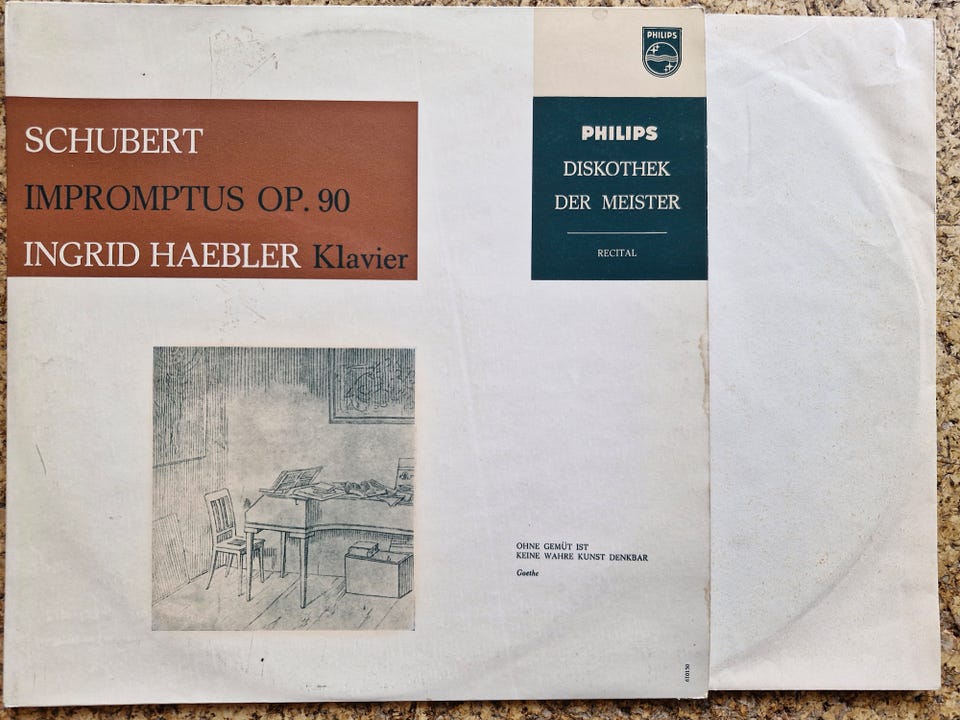 PHILIPS
SCHUBERT
IMPROMPTUS OP. 90
INGRID HAEBLER Klavier
PHILIPS
DISKOTHEK
DER MEISTER
RECITAL
OHNE GEMÜT IST
KEINE WAHRE KUNST DENKBAR
Goethe